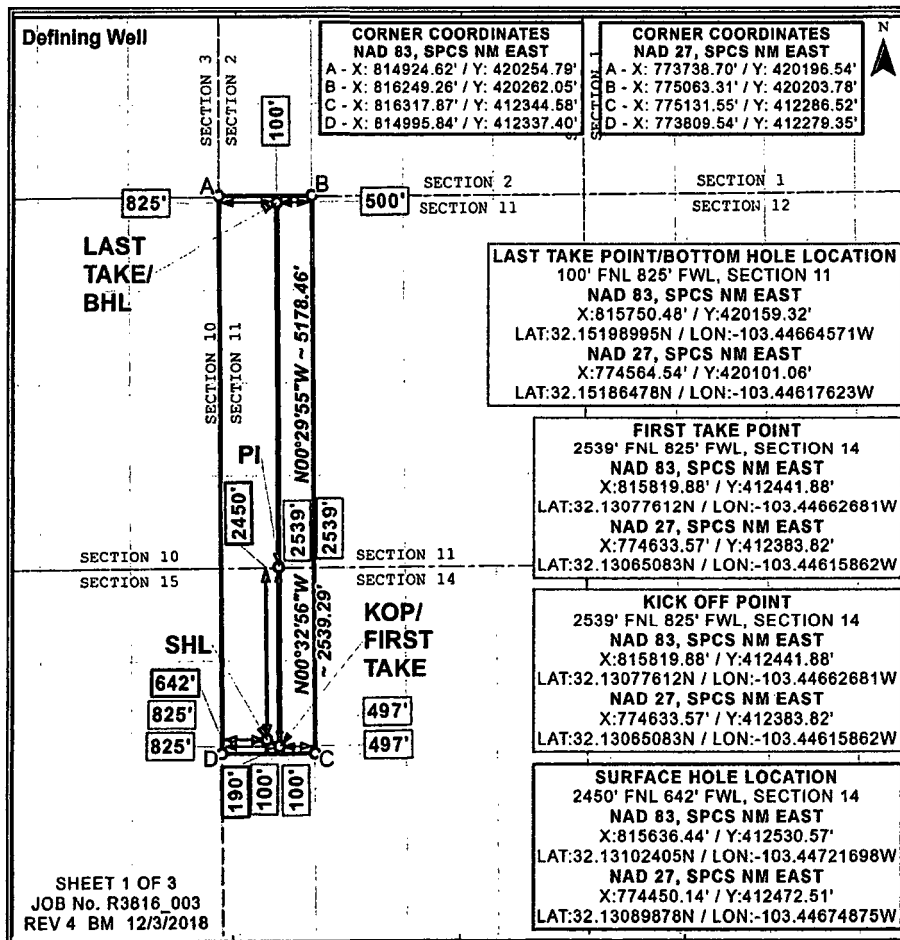 Defining Well
CORNER COORDINATES
NAD 83, SPCS NM EAST
A - X: 814924.62' / Y: 420254.79'
B - X: 816249.26' / Y: 420262.05'
C - X: 816317.87' / Y: 412344.58'
D - X: 814995.84' / Y: 412337.40'
CORNER COORDINATES
NAD 27, SPCS NM EAST
A - X: 773738.70' / Y: 420196.54'
B - X: 775063.31' / Y: 420203.78'
C - X: 775131.55' / Y: 412286.52'
D - X: 773809.54' / Y: 412279.35'
N
SECTION 3
SECTION 2
SECTION 1
100'
A
B
SECTION 2
SECTION 1
825'
500'
SECTION 11
SECTION 12
LAST
TAKE/
BHL
LAST TAKE POINT/BOTTOM HOLE LOCATION
100' FNL 825' FWL, SECTION 11
NAD 83, SPCS NM EAST
X:815750.48' / Y:420159.32'
LAT:32.15198995N / LON:-103.44664571W
NAD 27, SPCS NM EAST
X:774564.54' / Y:420101.06'
LAT:32.15186478N / LON:-103.44617623W
SECTION 10
SECTION 11
N00°29'55"W ~ 5178.46'
PI
2450'
2539'
2539'
FIRST TAKE POINT
2539' FNL 825' FWL, SECTION 14
NAD 83, SPCS NM EAST
X:815819.88' / Y:412441.88'
LAT:32.13077612N / LON:-103.44662681W
NAD 27, SPCS NM EAST
X:774633.57' / Y:412383.82'
LAT:32.13065083N / LON:-103.44615862W
SECTION 10
SECTION 11
SECTION 15
SECTION 14
N00°32'56"W
~ 2539.29'
KOP/
FIRST
TAKE
SHL
KICK OFF POINT
2539' FNL 825' FWL, SECTION 14
NAD 83, SPCS NM EAST
X:815819.88' / Y:412441.88'
LAT:32.13077612N / LON:-103.44662681W
NAD 27, SPCS NM EAST
X:774633.57' / Y:412383.82'
LAT:32.13065083N / LON:-103.44615862W
642'
825'
825'
497'
497'
D
C
190'
100'
100'
SURFACE HOLE LOCATION
2450' FNL 642' FWL, SECTION 14
NAD 83, SPCS NM EAST
X:815636.44' / Y:412530.57'
LAT:32.13102405N / LON:-103.44721698W
NAD 27, SPCS NM EAST
X:774450.14' / Y:412472.51'
LAT:32.13089878N / LON:-103.44674875W
SHEET 1 OF 3
JOB No. R3816_003
REV 4 BM 12/3/2018